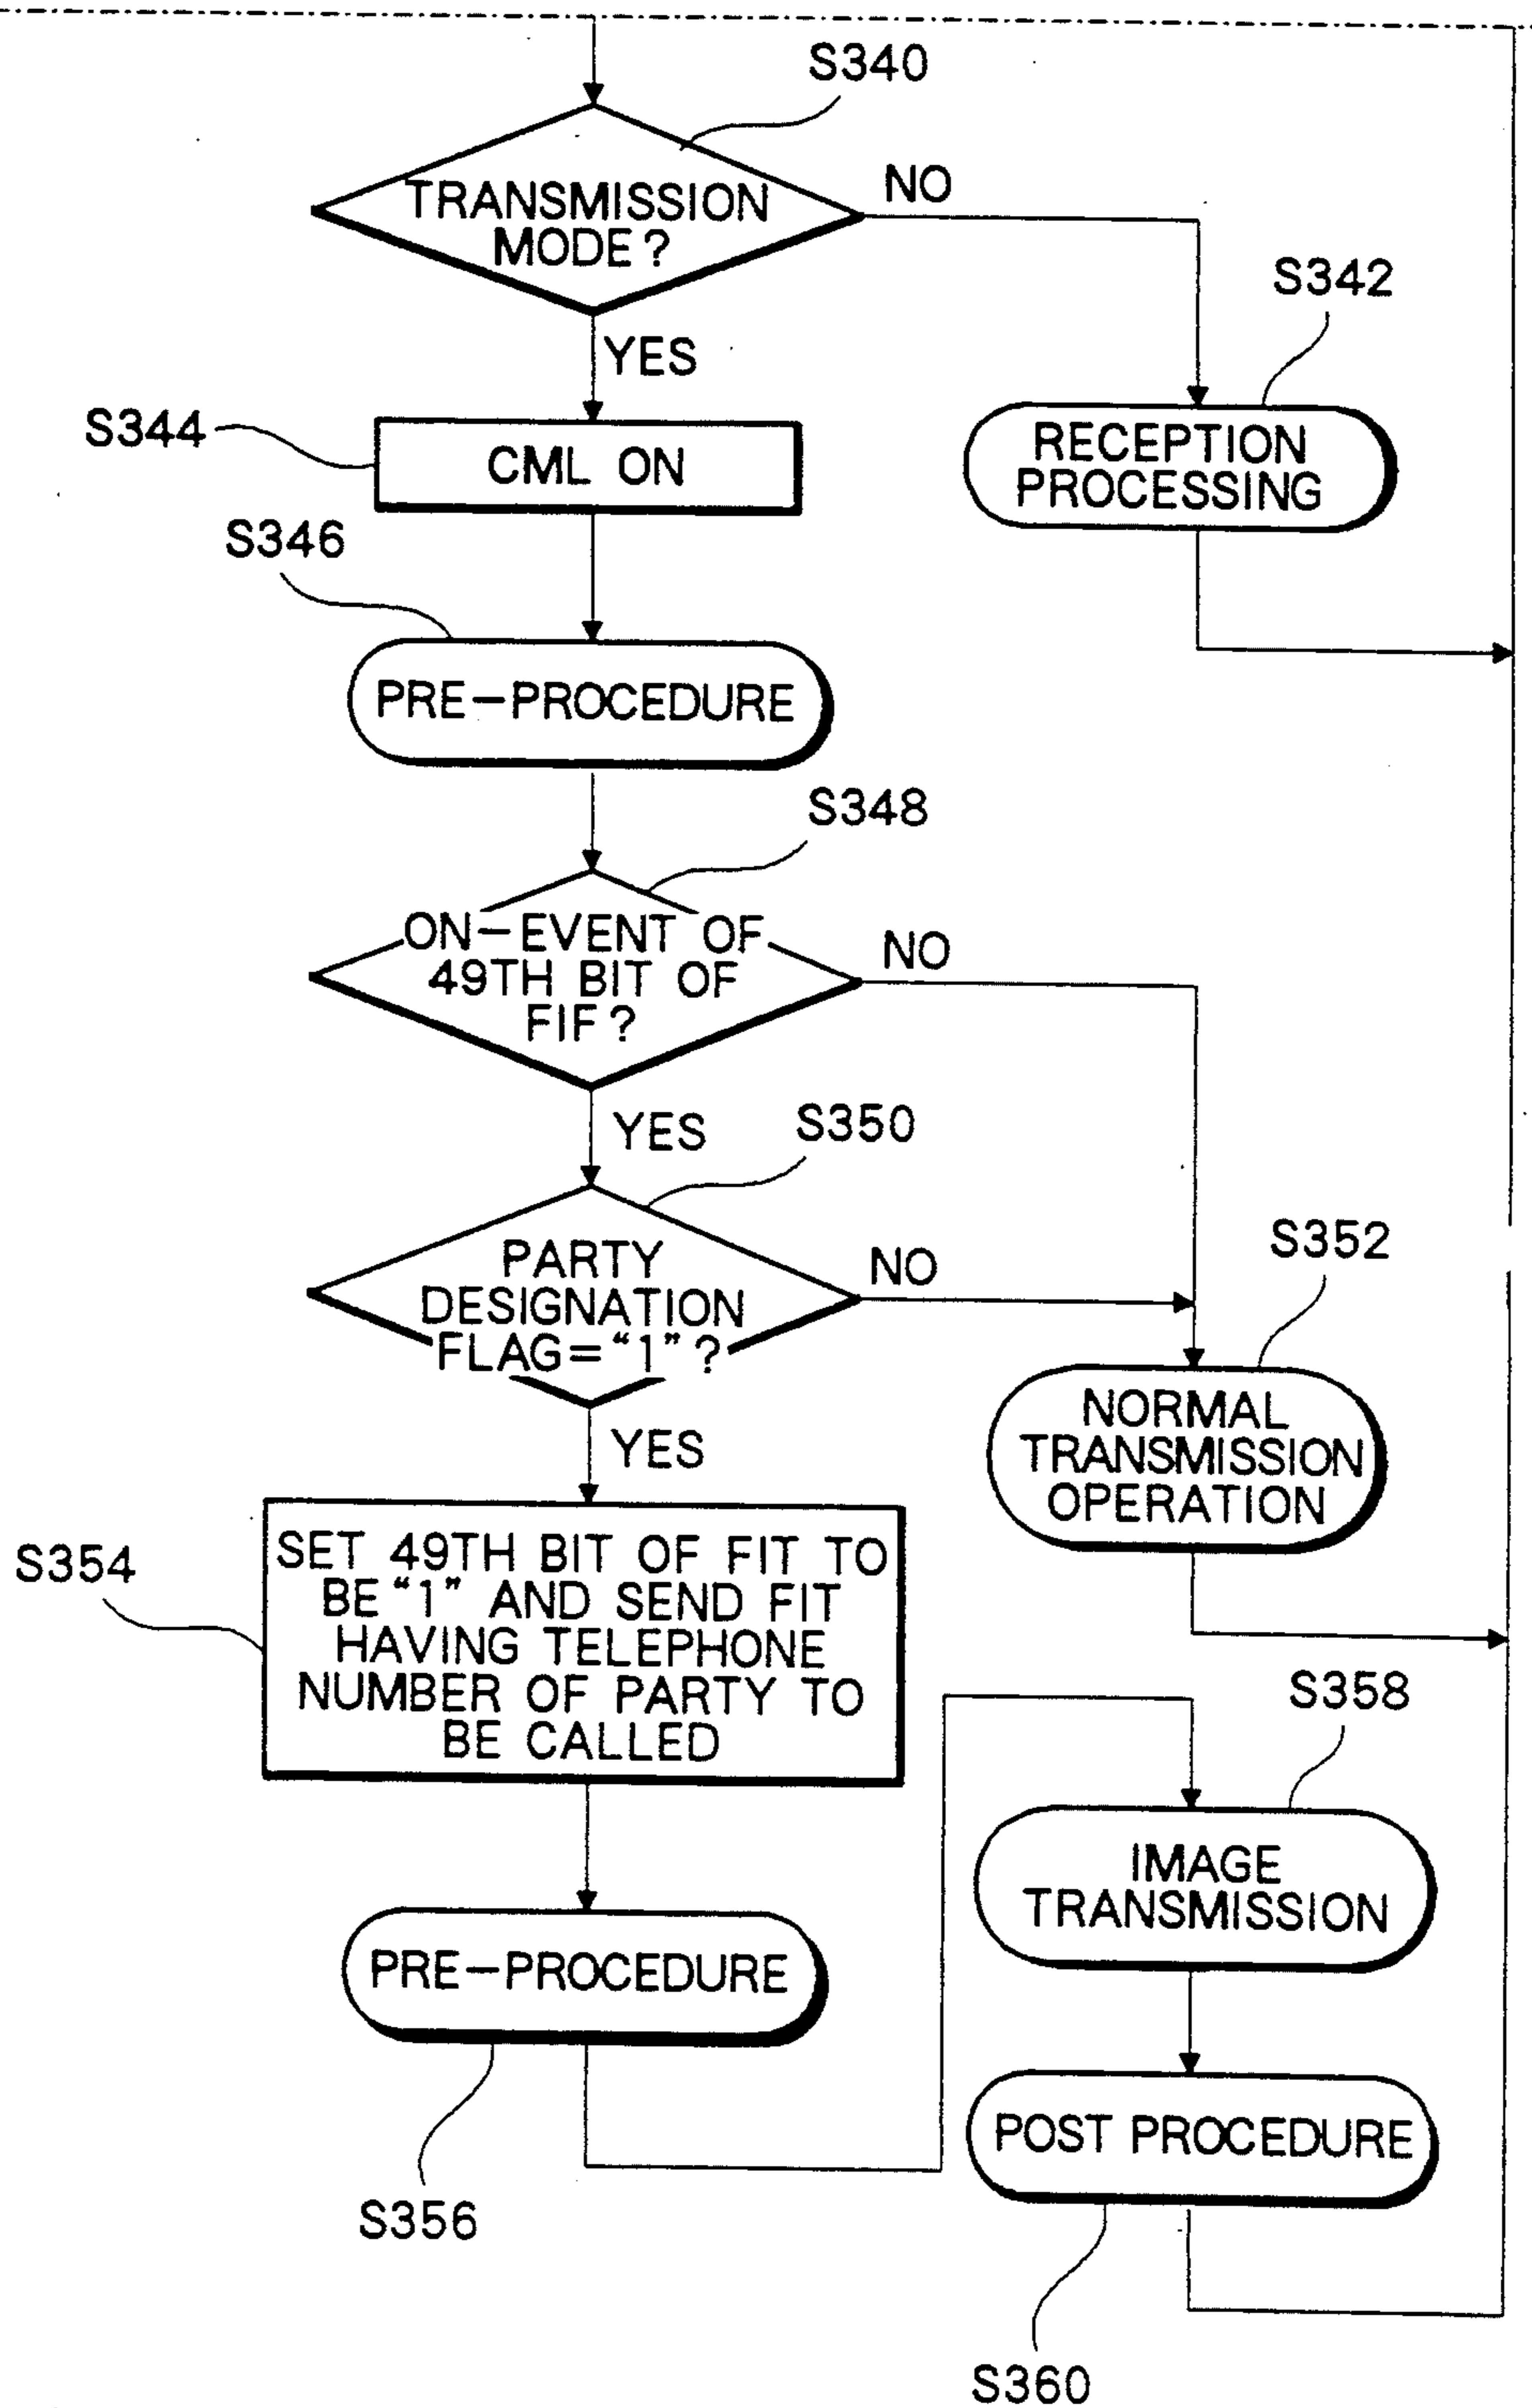 S340
TRANSMISSION
MODE?
NO
YES
S342
RECEPTION
PROCESSING
S344
CML ON
S346
PRE-PROCEDURE
S348
ON-EVENT OF
49TH BIT OF
FIF?
NO
YES
S350
PARTY
DESIGNATION
FLAG="1"?
NO
YES
S352
NORMAL
TRANSMISSION
OPERATION
S354
SET 49TH BIT OF FIT TO
BE "1" AND SEND FIT
HAVING TELEPHONE
NUMBER OF PARTY TO
BE CALLED
S358
IMAGE
TRANSMISSION
PRE-PROCEDURE
S356
POST PROCEDURE
S360